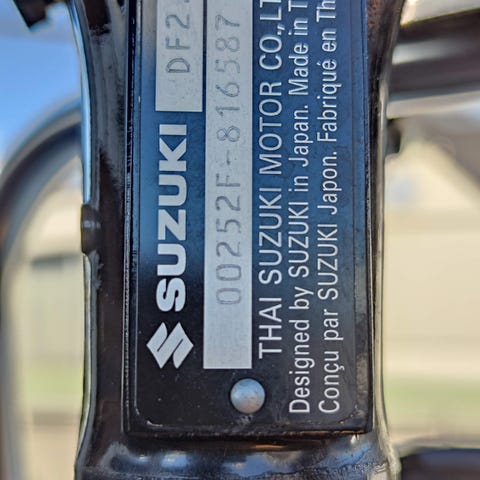 SUZUKI DF2.
00252F-816587
THAI SUZUKI MOTOR CO.,LT
Designed by SUZUKI in Japan. Made in T
Conçu par SUZUKI Japon. Fabriqué en Th